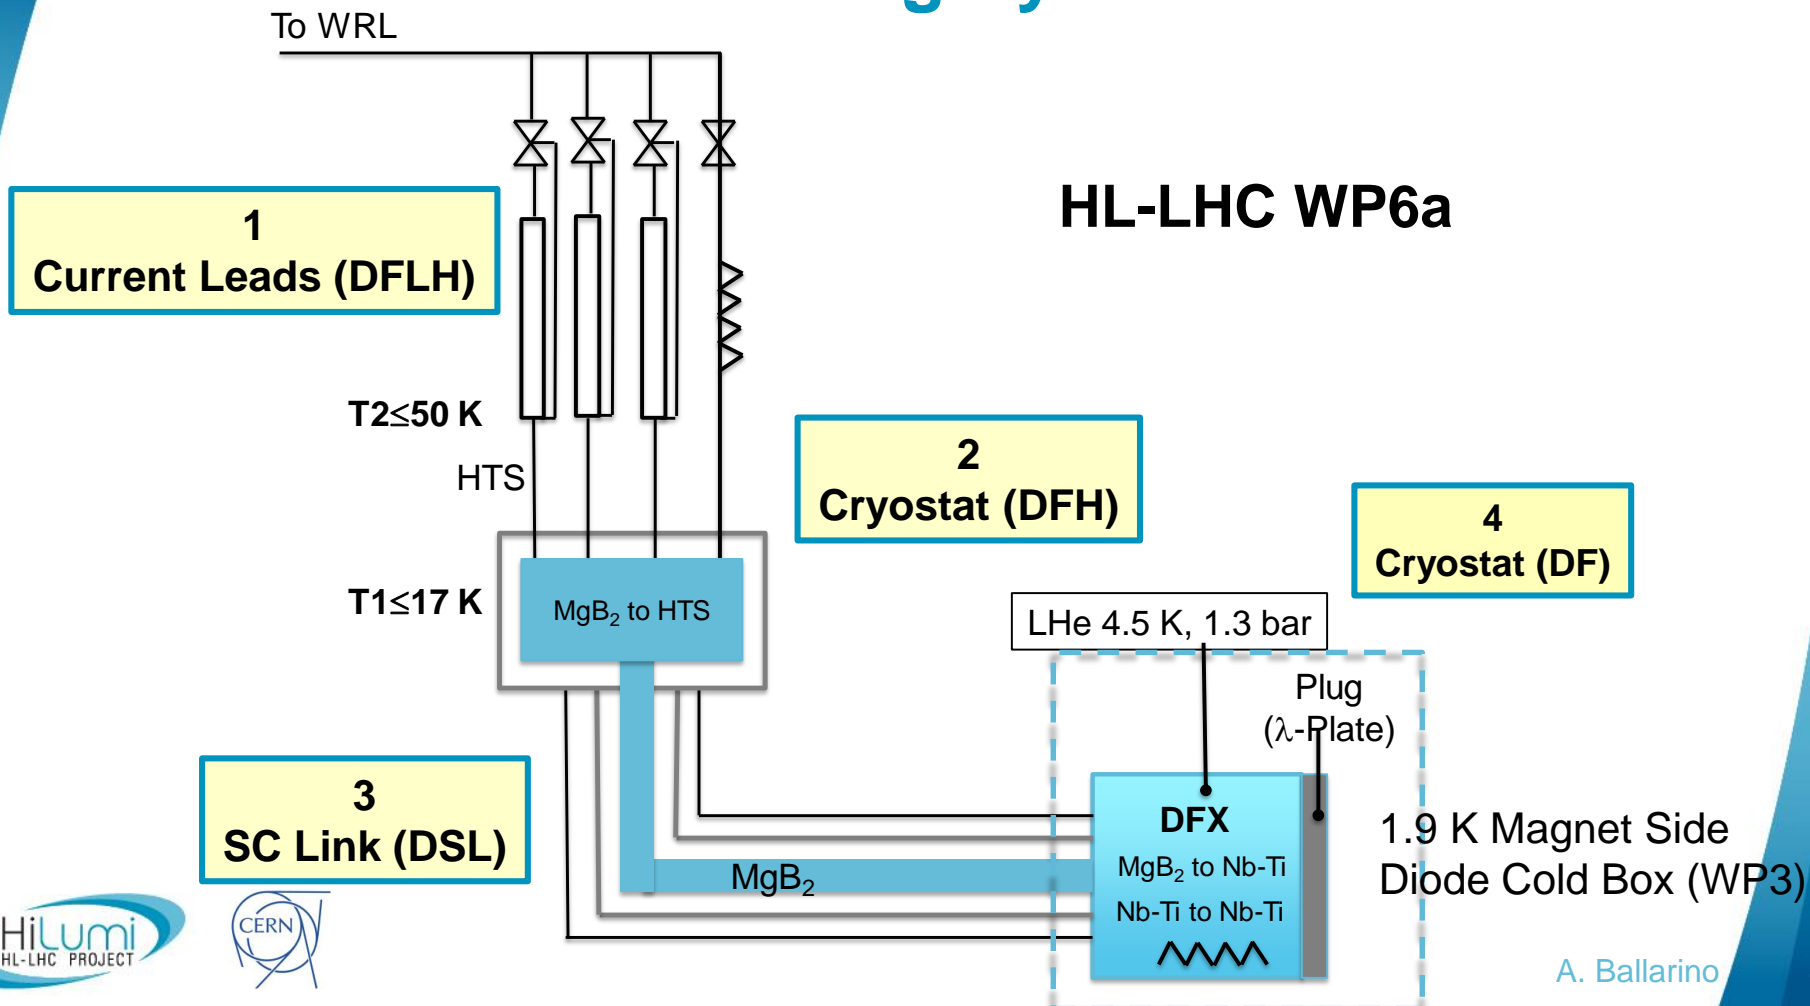 To WRL
HL-LHC WP6a
1
Current Leads (DFLH)
T2≤50 K
HTS
2
Cryostat (DFH)
4
Cryostat (DF)
T1≤17 K
MgB₂ to HTS
LHe 4.5 K, 1.3 bar
Plug
(λ-Plate)
3
SC Link (DSL)
DFX
MgB₂ to Nb-Ti
Nb-Ti to Nb-Ti
MgB₂
1.9 K Magnet Side
Diode Cold Box (WP3)
HiLumi
HL-LHC PROJECT
CERN
A. Ballarino